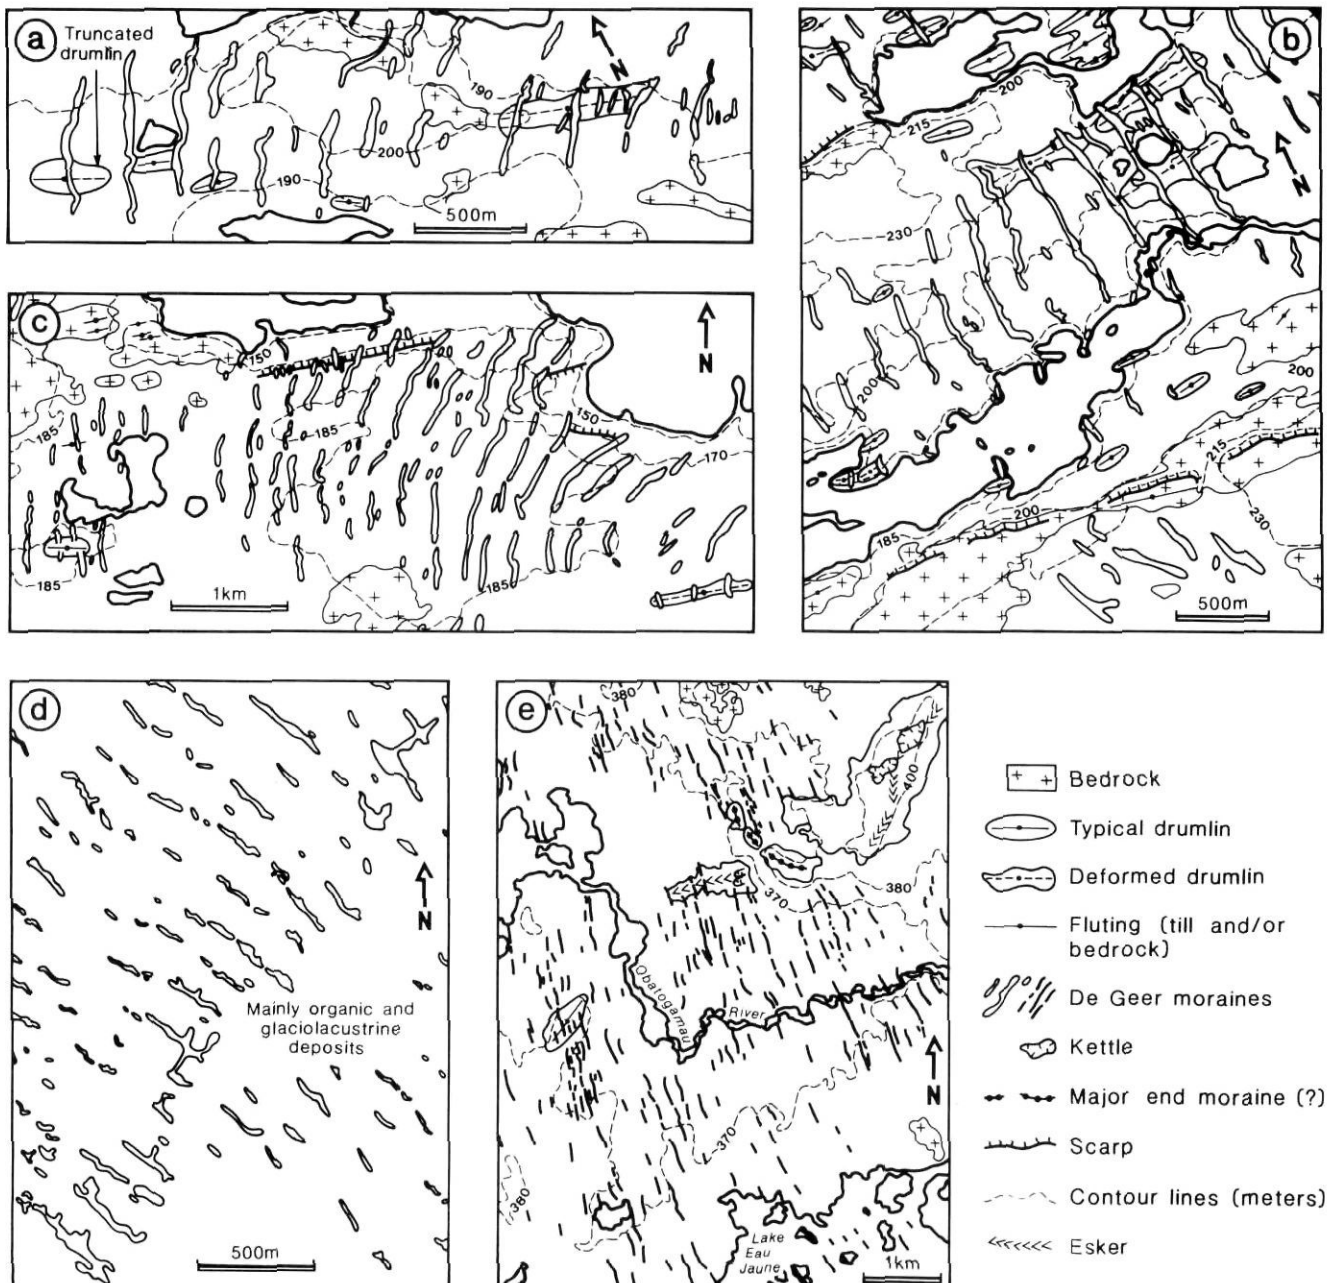 a
Truncated
drumlin
N
190
200
190
500m
b
200
215
N
230
200
200
215
200
185
230
500m
c
150
N
185
185
150
170
185
185
1km
d
N
Mainly organic and
glaciolacustrine
deposits
500m
e
380
400
380
370
Obatogamau
River
N
370
380
Lake
Eau
Jaune
1km
Bedrock
Typical drumlin
Deformed drumlin
Fluting (till and/or
bedrock)
De Geer moraines
Kettle
Major end moraine (?)
Scarp
Contour lines (meters)
Esker